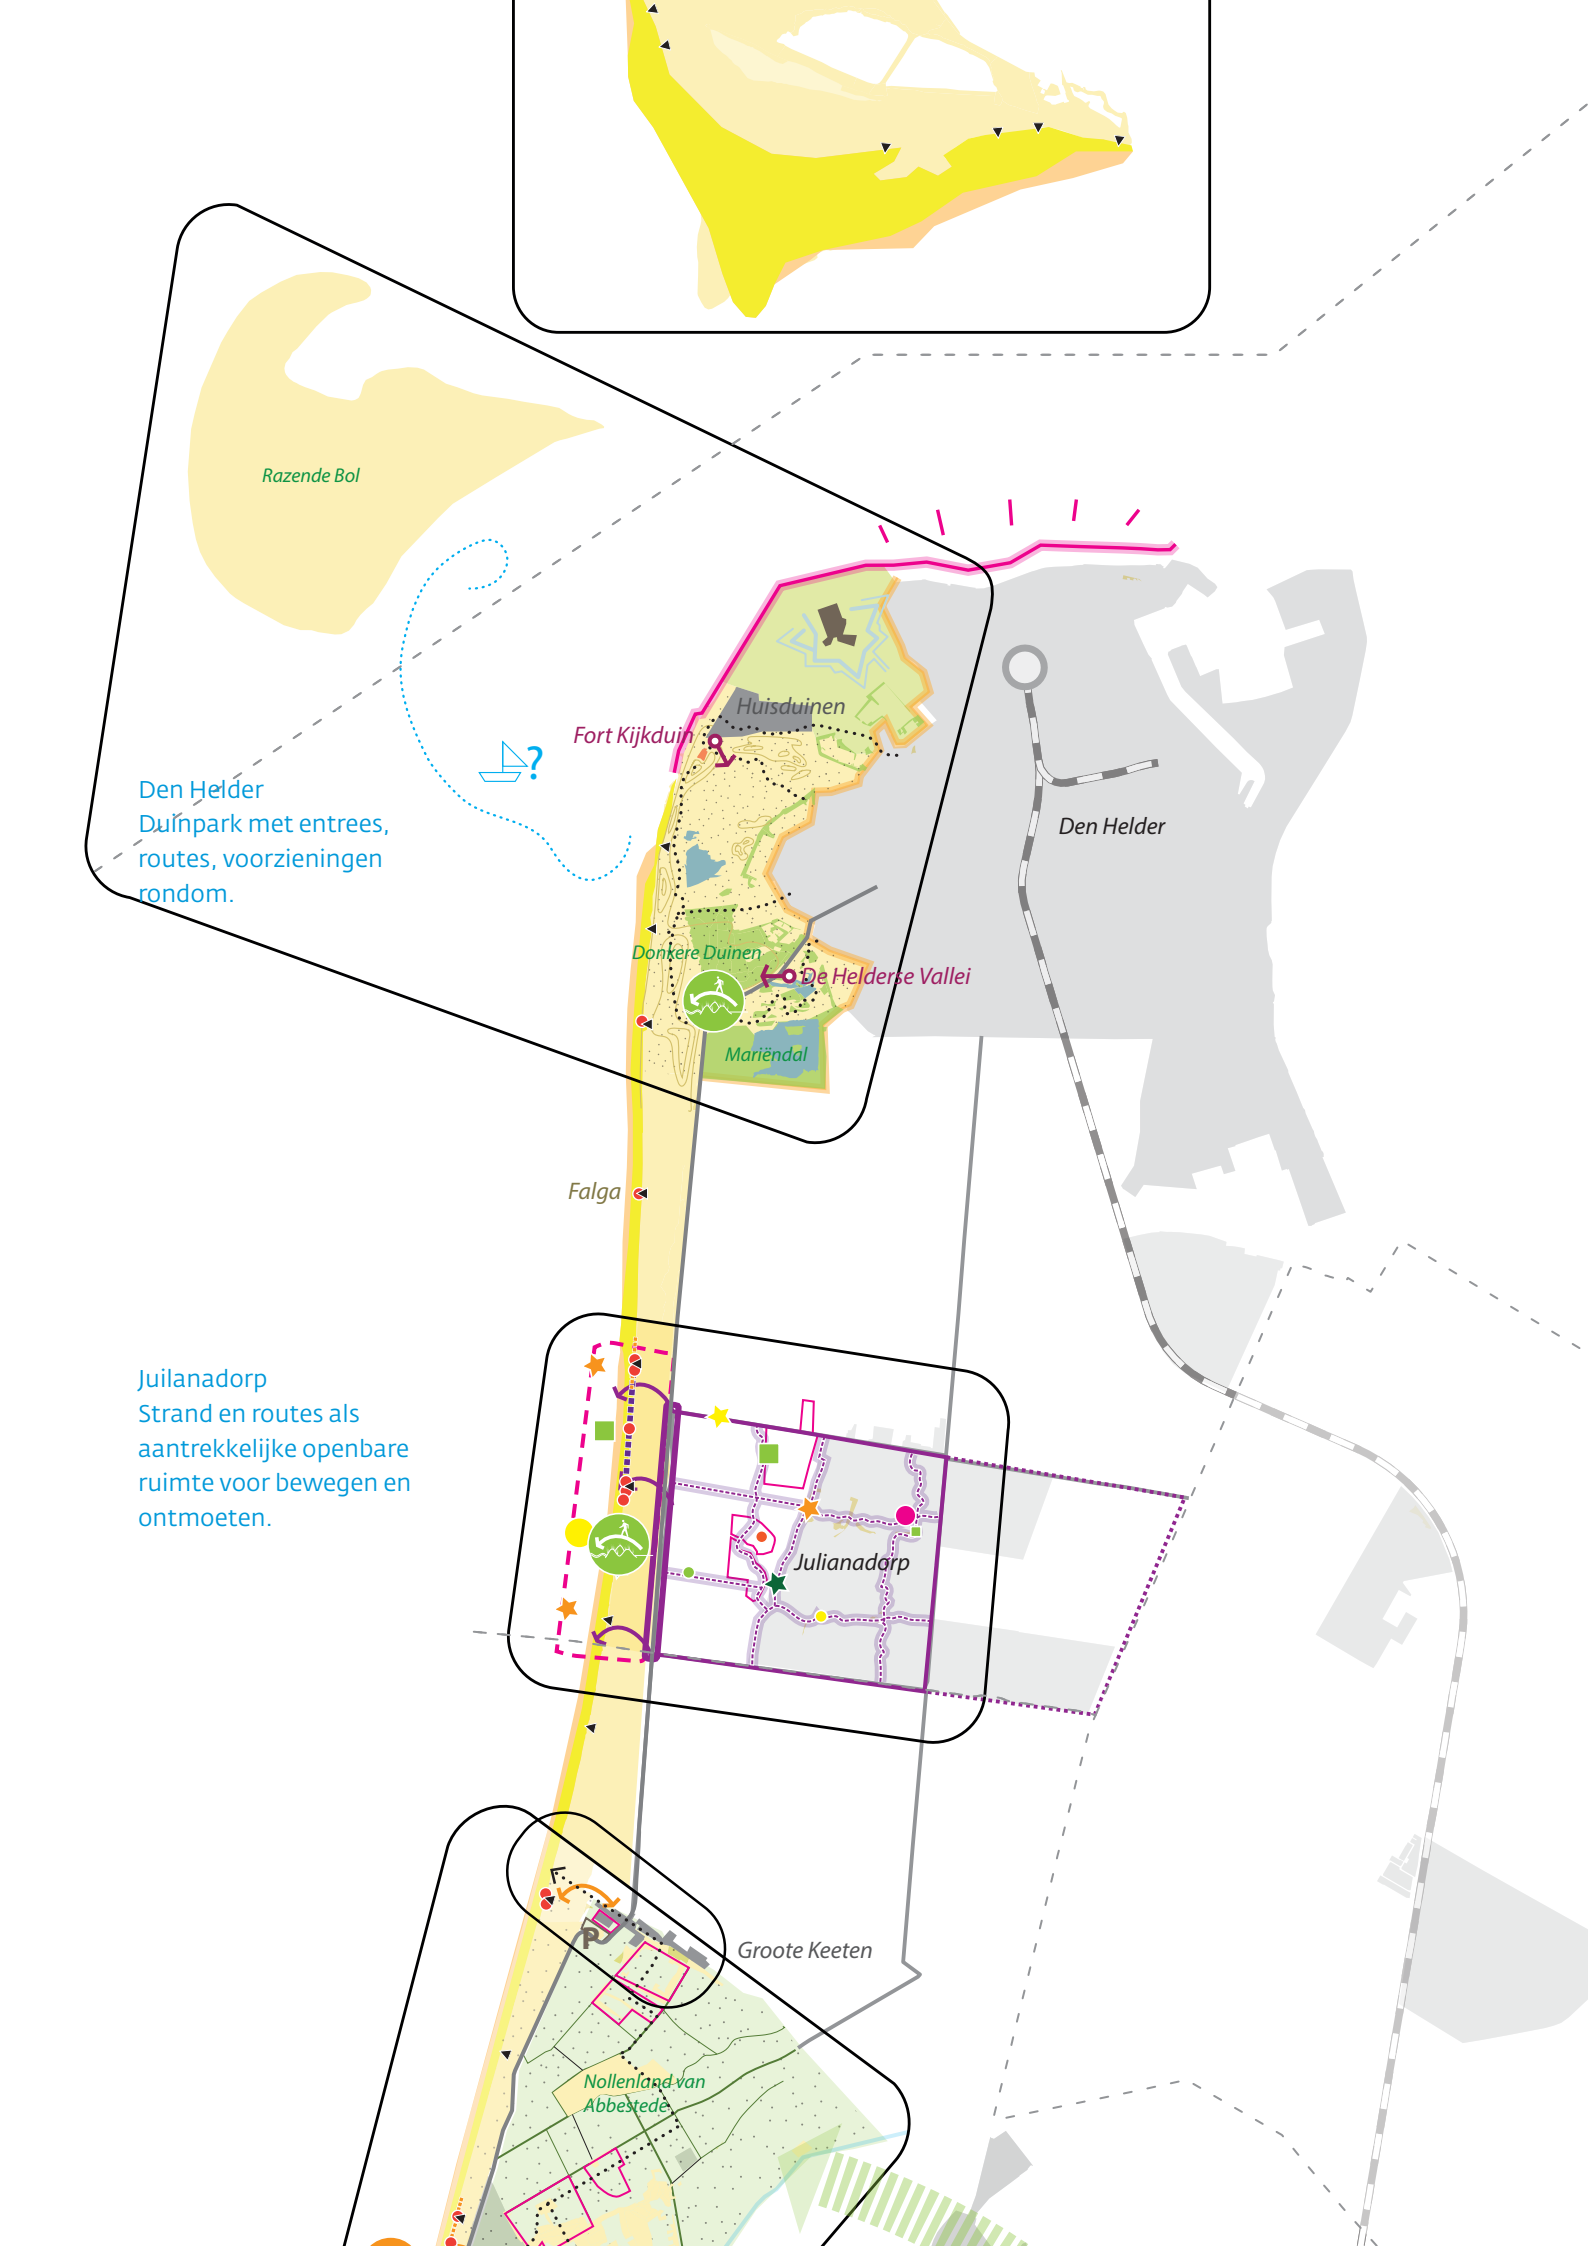 Razende Bol
Huisduinen
Fort Kijkduin
?
Den Helder
Duinpark met entrees,
routes, voorzieningen
rondom.
Den Helder
Donkere Duinen
De Helderse Vallei
Mariëndal
Falga
Juilanadorp
Strand en routes als
aantrekkelijke openbare
ruimte voor bewegen en
ontmoeten.
Julianadorp
P
Groote Keeten
Nollenland van
Abbestede